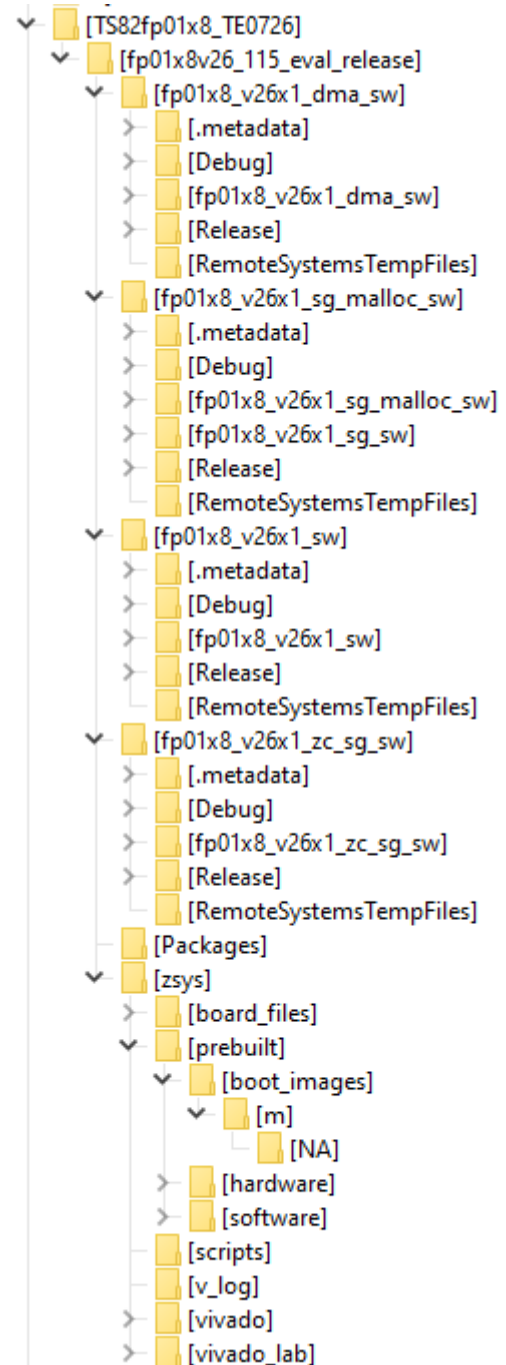 [TS82fp01x8_TE0726]
[fp01x8v26_115_eval_release]
[fp01x8_v26x1_dma_sw]
[.metadata]
[Debug]
[fp01x8_v26x1_dma_sw]
[Release]
[RemoteSystemsTempFiles]
[fp01x8_v26x1_sg_malloc_sw]
[.metadata]
[Debug]
[fp01x8_v26x1_sg_malloc_sw]
[fp01x8_v26x1_sg_sw]
[Release]
[RemoteSystemsTempFiles]
[fp01x8_v26x1_sw]
[.metadata]
[Debug]
[fp01x8_v26x1_sw]
[Release]
[RemoteSystemsTempFiles]
[fp01x8_v26x1_zc_sg_sw]
[.metadata]
[Debug]
[fp01x8_v26x1_zc_sg_sw]
[Release]
[RemoteSystemsTempFiles]
[Packages]
[zsys]
[board_files]
[prebuilt]
[boot_images]
[m]
[NA]
[hardware]
[software]
[scripts]
[v_log]
[vivado]
[vivado_lab]